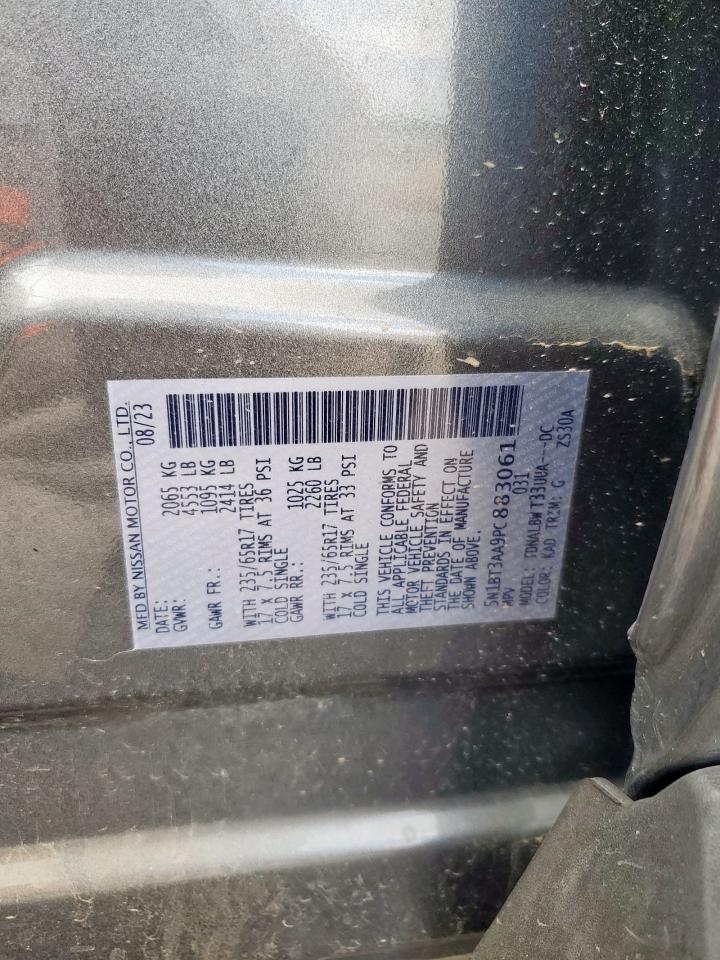 MFD BY NISSAN MOTOR CO., LTD.
DATE: 08/23
GVWR: 2065 KG
4553 LB
GAWR FR.: 1095 KG
2414 LB
WITH 235/65R17 TIRES
17 X 7.5 RIMS AT 36 PSI
COLD SINGLE
GAWR RR.: 1025 KG
2260 LB
WITH 235/65R17 TIRES
17 X 7.5 RIMS AT 33 PSI
COLD SINGLE
THIS VEHICLE CONFORMS TO
ALL APPLICABLE FEDERAL
MOTOR VEHICLE SAFETY AND
THEFT PREVENTION
STANDARDS IN EFFECT ON
THE DATE OF MANUFACTURE
SHOWN ABOVE.
5N1BT3AA9PC883061
MPV 031
MODEL: TDNALBWT33UUA---DC
COLOR: KAD TRIM: G ZS30A